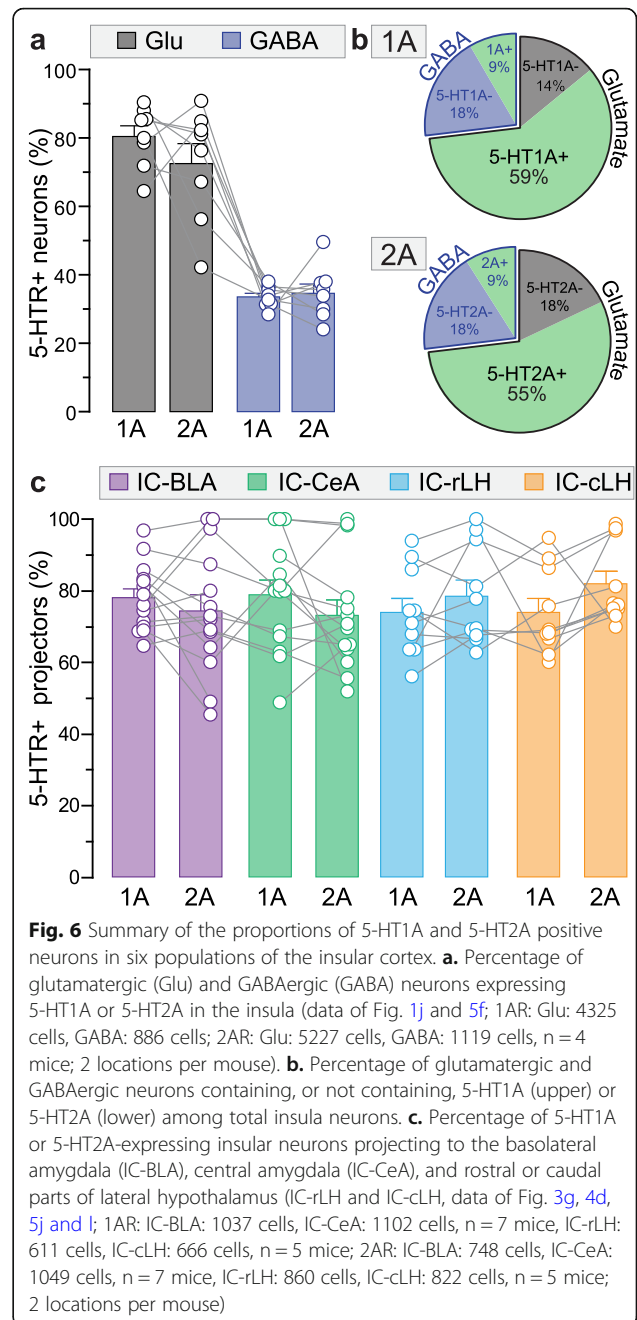 a
Glu GABA
5-HTR+ neurons (%)
100
80
60
40
20
0
1A 2A 1A 2A
b
1A
GABA
1A+
9%
5-HT1A-
14%
5-HT1A-
18%
Glutamate
5-HT1A+
59%
2A
GABA
2A+
9%
5-HT2A-
18%
5-HT2A-
18%
Glutamate
5-HT2A+
55%
c
IC-BLA IC-CeA IC-rLH IC-cLH
5-HTR+ projectors (%)
100
80
60
40
20
0
1A 2A 1A 2A 1A 2A 1A 2A
Fig. 6 Summary of the proportions of 5-HT1A and 5-HT2A positive
neurons in six populations of the insular cortex. a. Percentage of
glutamatergic (Glu) and GABAergic (GABA) neurons expressing
5-HT1A or 5-HT2A in the insula (data of Fig. 1j and 5f; 1AR: Glu: 4325
cells, GABA: 886 cells; 2AR: Glu: 5227 cells, GABA: 1119 cells, n = 4
mice; 2 locations per mouse). b. Percentage of glutamatergic and
GABAergic neurons containing, or not containing, 5-HT1A (upper) or
5-HT2A (lower) among total insula neurons. c. Percentage of 5-HT1A
or 5-HT2A-expressing insular neurons projecting to the basolateral
amygdala (IC-BLA), central amygdala (IC-CeA), and rostral or caudal
parts of lateral hypothalamus (IC-rLH and IC-cLH, data of Fig. 3g, 4d,
5j and l; 1AR: IC-BLA: 1037 cells, IC-CeA: 1102 cells, n = 7 mice, IC-rLH:
611 cells, IC-cLH: 666 cells, n = 5 mice; 2AR: IC-BLA: 748 cells, IC-CeA:
1049 cells, n = 7 mice, IC-rLH: 860 cells, IC-cLH: 822 cells, n = 5 mice;
2 locations per mouse)